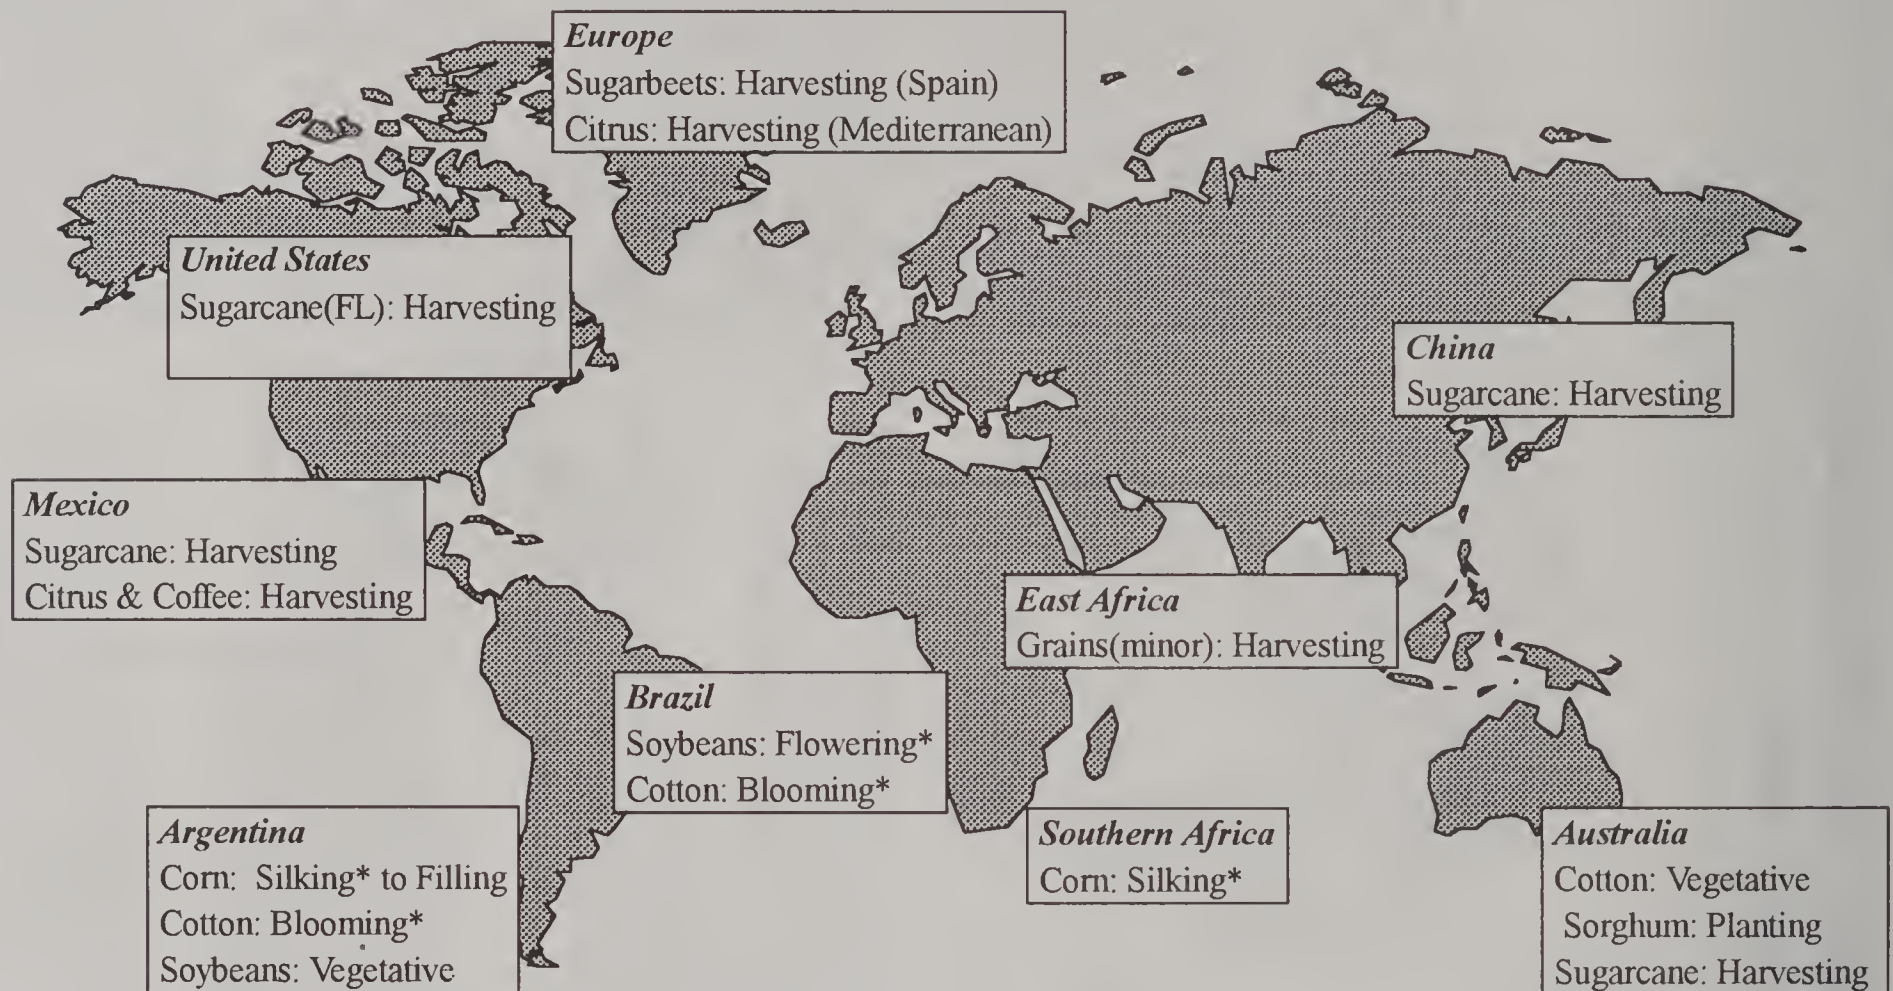 Europe
Sugarbeets: Harvesting (Spain)
Citrus: Harvesting (Mediterranean)
United States
Sugarcane(FL): Harvesting
China
Sugarcane: Harvesting
Mexico
Sugarcane: Harvesting
Citrus & Coffee: Harvesting
East Africa
Grains(minor): Harvesting
Brazil
Soybeans: Flowering*
Cotton: Blooming*
Argentina
Corn: Silking* to Filling
Cotton: Blooming*
Soybeans: Vegetative
Southern Africa
Corn: Silking*
Australia
Cotton: Vegetative
Sorghum: Planting
Sugarcane: Harvesting